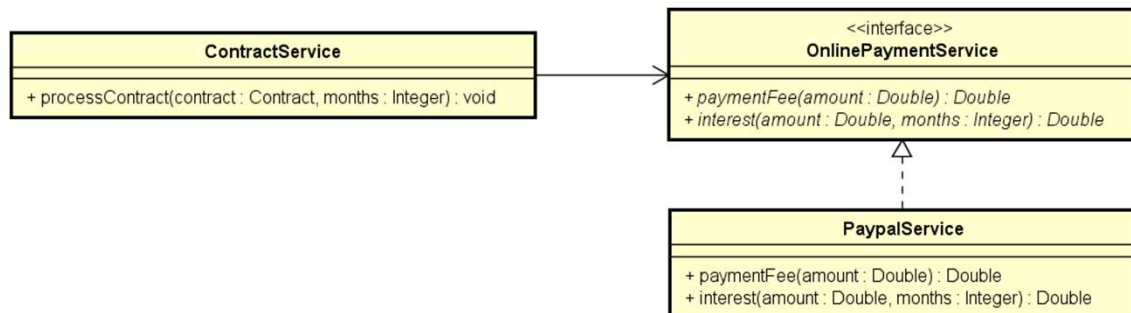 ContractService
+ processContract(contract : Contract, months : Integer) : void
<<interface>>
OnlinePaymentService
+ paymentFee(amount : Double) : Double
+ interest(amount : Double, months : Integer) : Double
PaypalService
+ paymentFee(amount : Double) : Double
+ interest(amount : Double, months : Integer) : Double